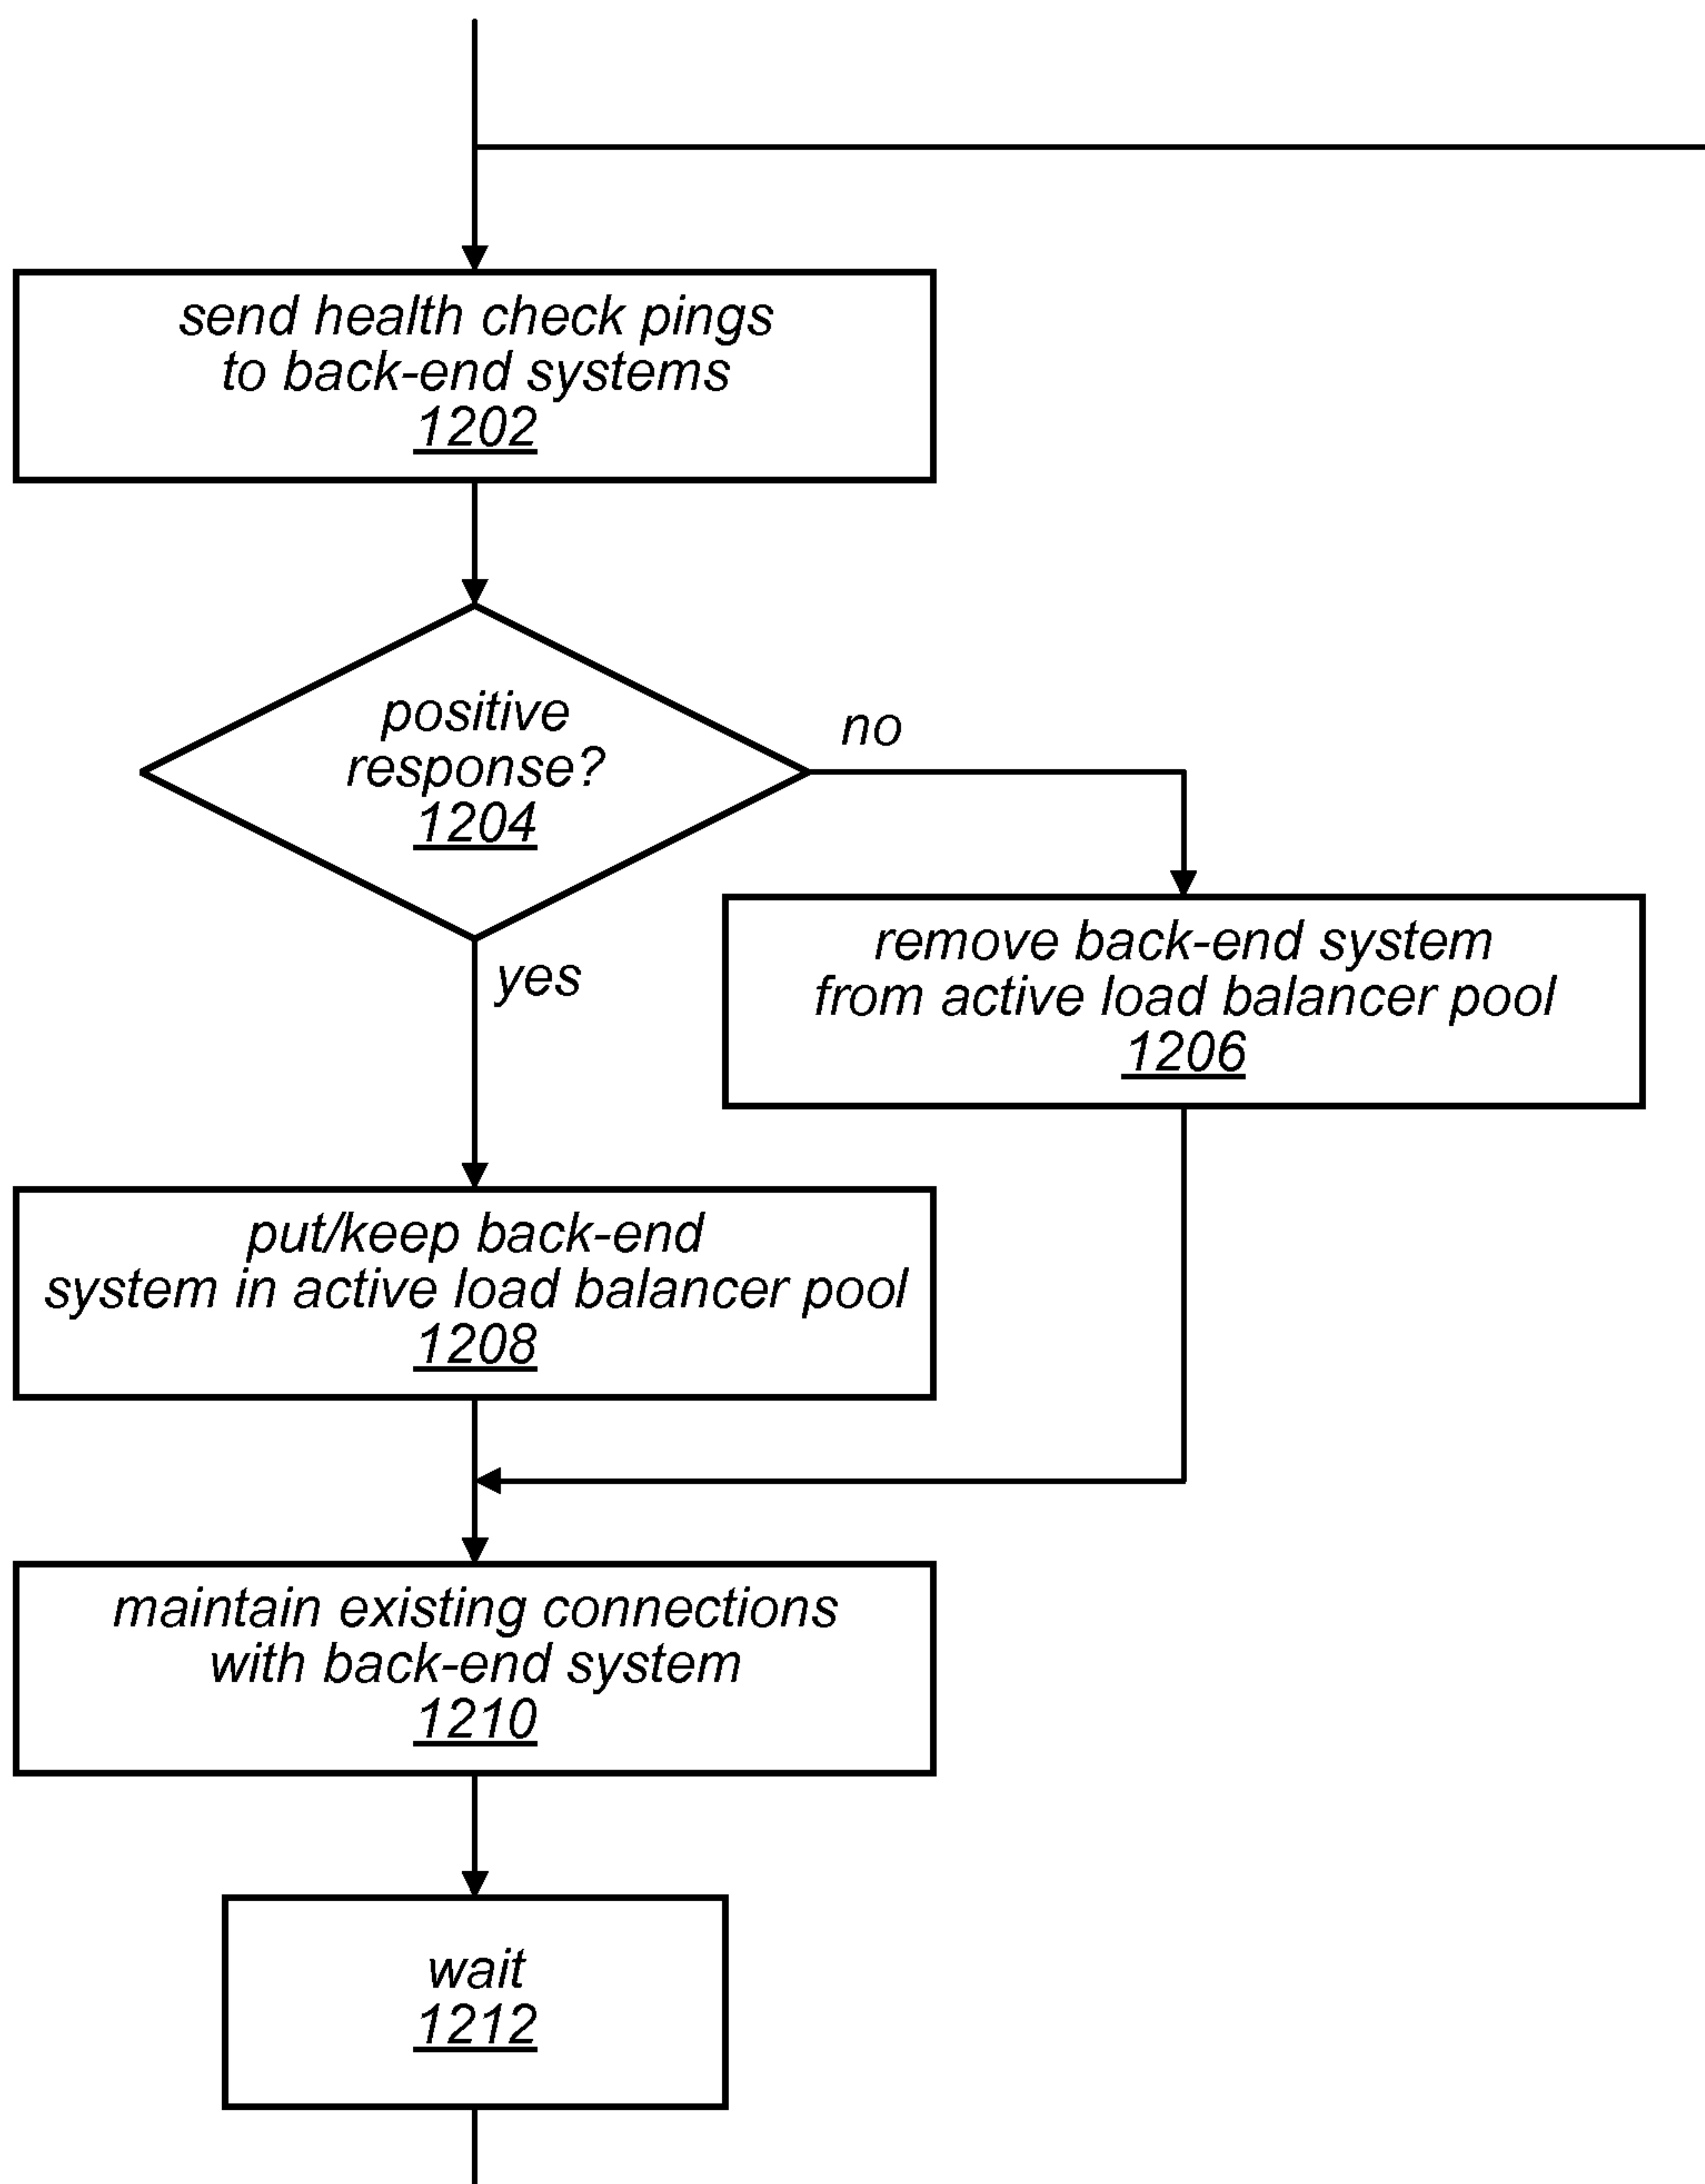 send health check pings
to back-end systems
1202
positive
response?
1204
no
yes
remove back-end system
from active load balancer pool
1206
put/keep back-end
system in active load balancer pool
1208
maintain existing connections
with back-end system
1210
wait
1212